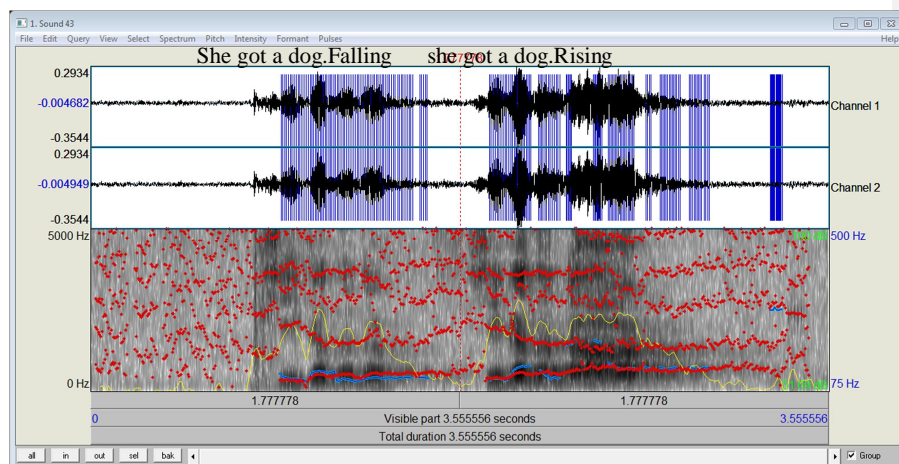 1. Sound 43
File Edit Query View Select Spectrum Pitch Intensity Formant Pulses Help
She got a dog.Falling she got a dog.Rising
0.2934
-0.004682
-0.3544
Channel 1
0.2934
-0.004949
-0.3544
Channel 2
5000 Hz
500 Hz
0 Hz
75 Hz
1.777778 1.777778
0 Visible part 3.555556 seconds 3.555556
Total duration 3.555556 seconds
all in out sel bak Group